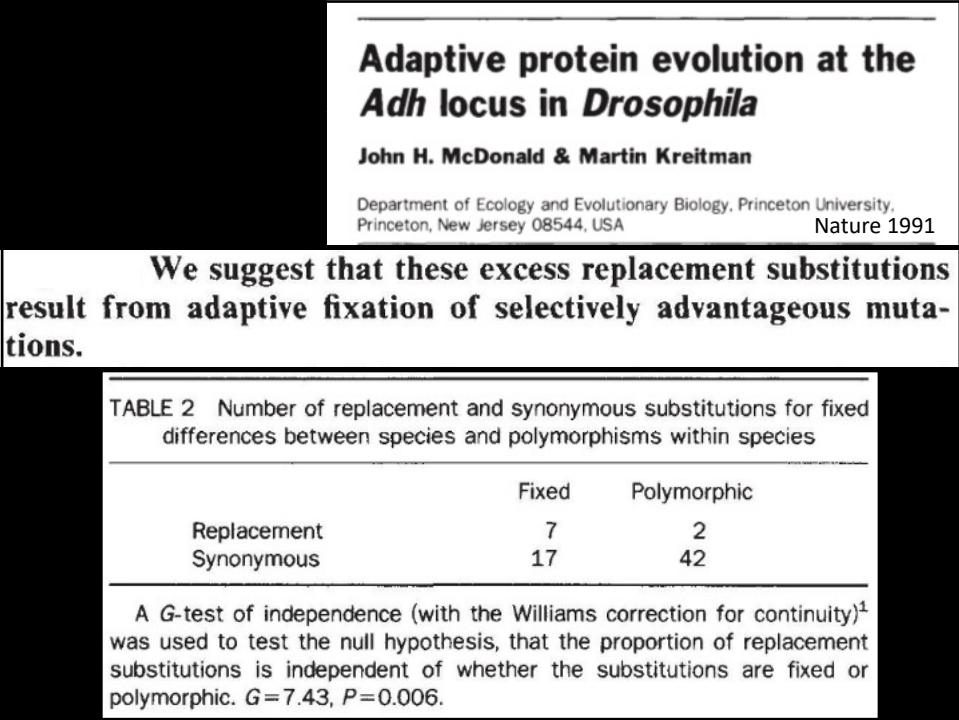 Adaptive protein evolution at the
Adh locus in Drosophila
John H. McDonald & Martin Kreitman
Department of Ecology and Evolutionary Biology, Princeton University,
Princeton, New Jersey 08544, USA
Nature 1991
We suggest that these excess replacement substitutions
result from adaptive fixation of selectively advantageous muta-
tions.
TABLE 2 Number of replacement and synonymous substitutions for fixed
differences between species and polymorphisms within species
Fixed Polymorphic
Replacement 7 2
Synonymous 17 42
A G-test of independence (with the Williams correction for continuity)¹
was used to test the null hypothesis, that the proportion of replacement
substitutions is independent of whether the substitutions are fixed or
polymorphic. G=7.43, P=0.006.